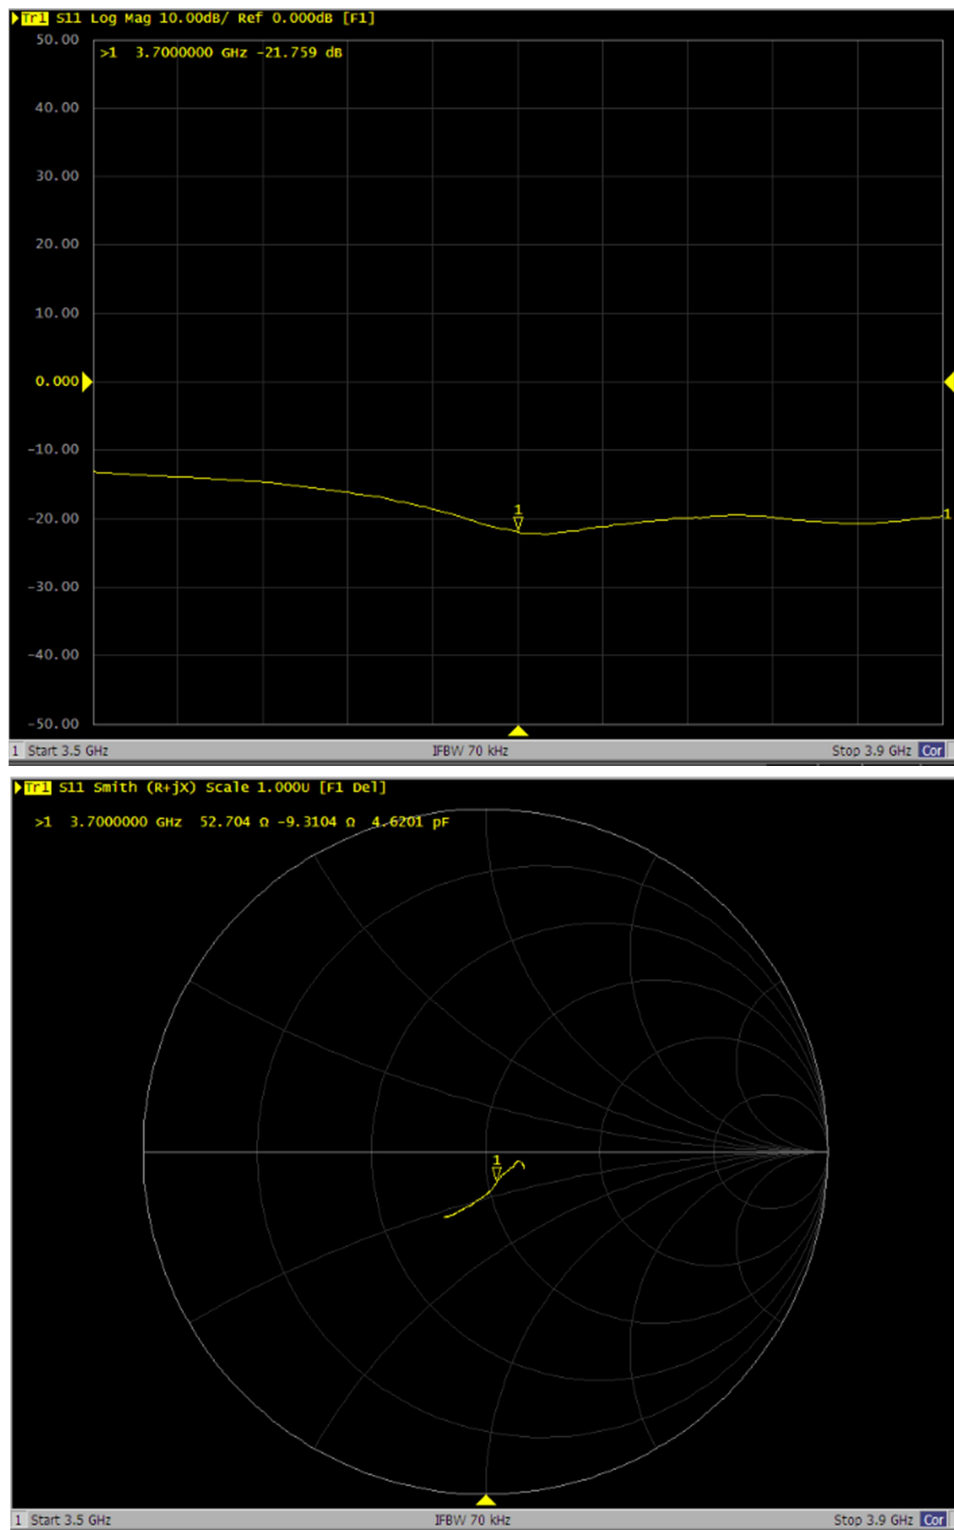 Tr1 S11 Log Mag 10.00dB/ Ref 0.000dB [F1]
50.00
>1 3.7000000 GHz -21.759 dB
40.00
30.00
20.00
10.00
0.000
-10.00
1
1
-20.00
-30.00
-40.00
-50.00
1 Start 3.5 GHz IFBW 70 kHz Stop 3.9 GHz Cor
Tr1 S11 Smith (R+jX) Scale 1.000U [F1 Del]
>1 3.7000000 GHz 52.704 Ω -9.3104 Ω 4.6201 pF
1
1 Start 3.5 GHz IFBW 70 kHz Stop 3.9 GHz Cor